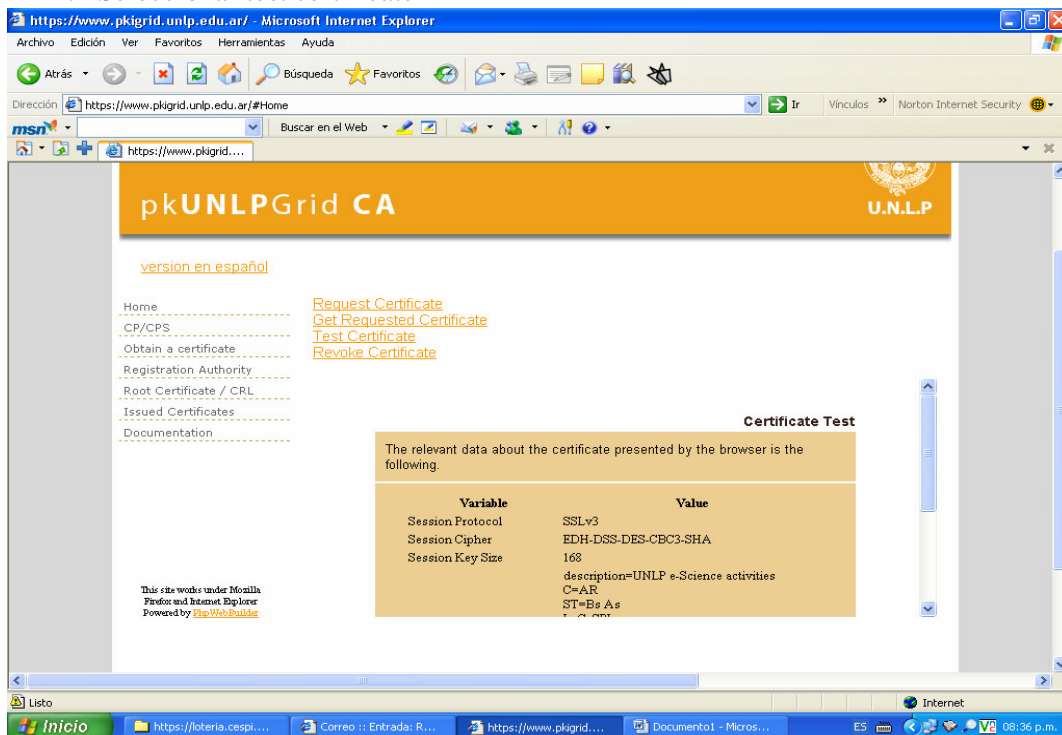 https://www.pkigrid.unlp.edu.ar/ - Microsoft Internet Explorer
Archivo Edición Ver Favoritos Herramientas Ayuda
Atrás Búsqueda Favoritos
Dirección https://www.pkigrid.unlp.edu.ar/#Home Ir Vínculos » Norton Internet Security
msn Buscar en el Web
https://www.pkigrid....
pkUNLPGrid CA
U.N.L.P
version en español
Home
CP/CPS
Obtain a certificate
Registration Authority
Root Certificate / CRL
Issued Certificates
Documentation
Request Certificate
Get Requested Certificate
Test Certificate
Revoke Certificate
Certificate Test
The relevant data about the certificate presented by the browser is the
following.
Variable Value
Session Protocol SSLv3
Session Cipher EDH-DSS-DES-CBC3-SHA
Session Key Size 168
description=UNLP e-Science activities
C=AR
ST=Bs As
This site works under Mozilla
Firefox and Internet Explorer
Powered by PhpWebBuilder
Listo Internet
Inicio https://loteria.cespi.... Correo :: Entrada: R... https://www.pkigrid.... Documento1 - Micros... ES 08:36 p.m.